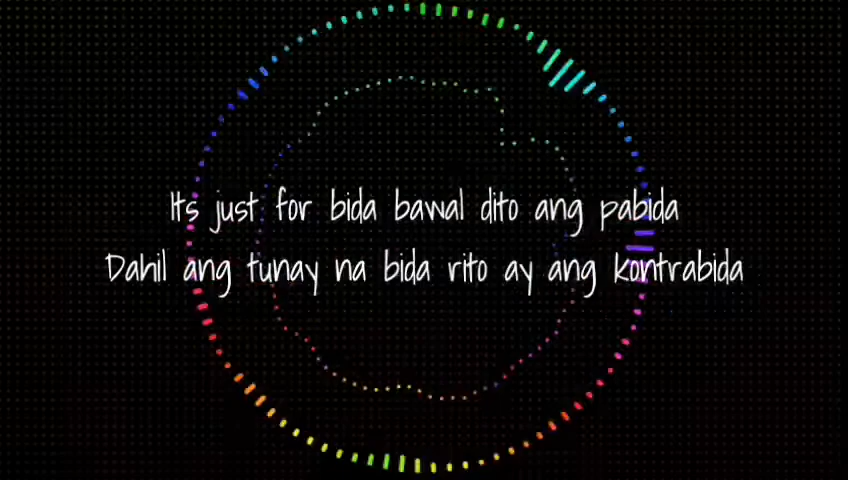 Its just for bida bawal dito ang pabida
Dahil ang tunay na bida rito ay ang kontrabida